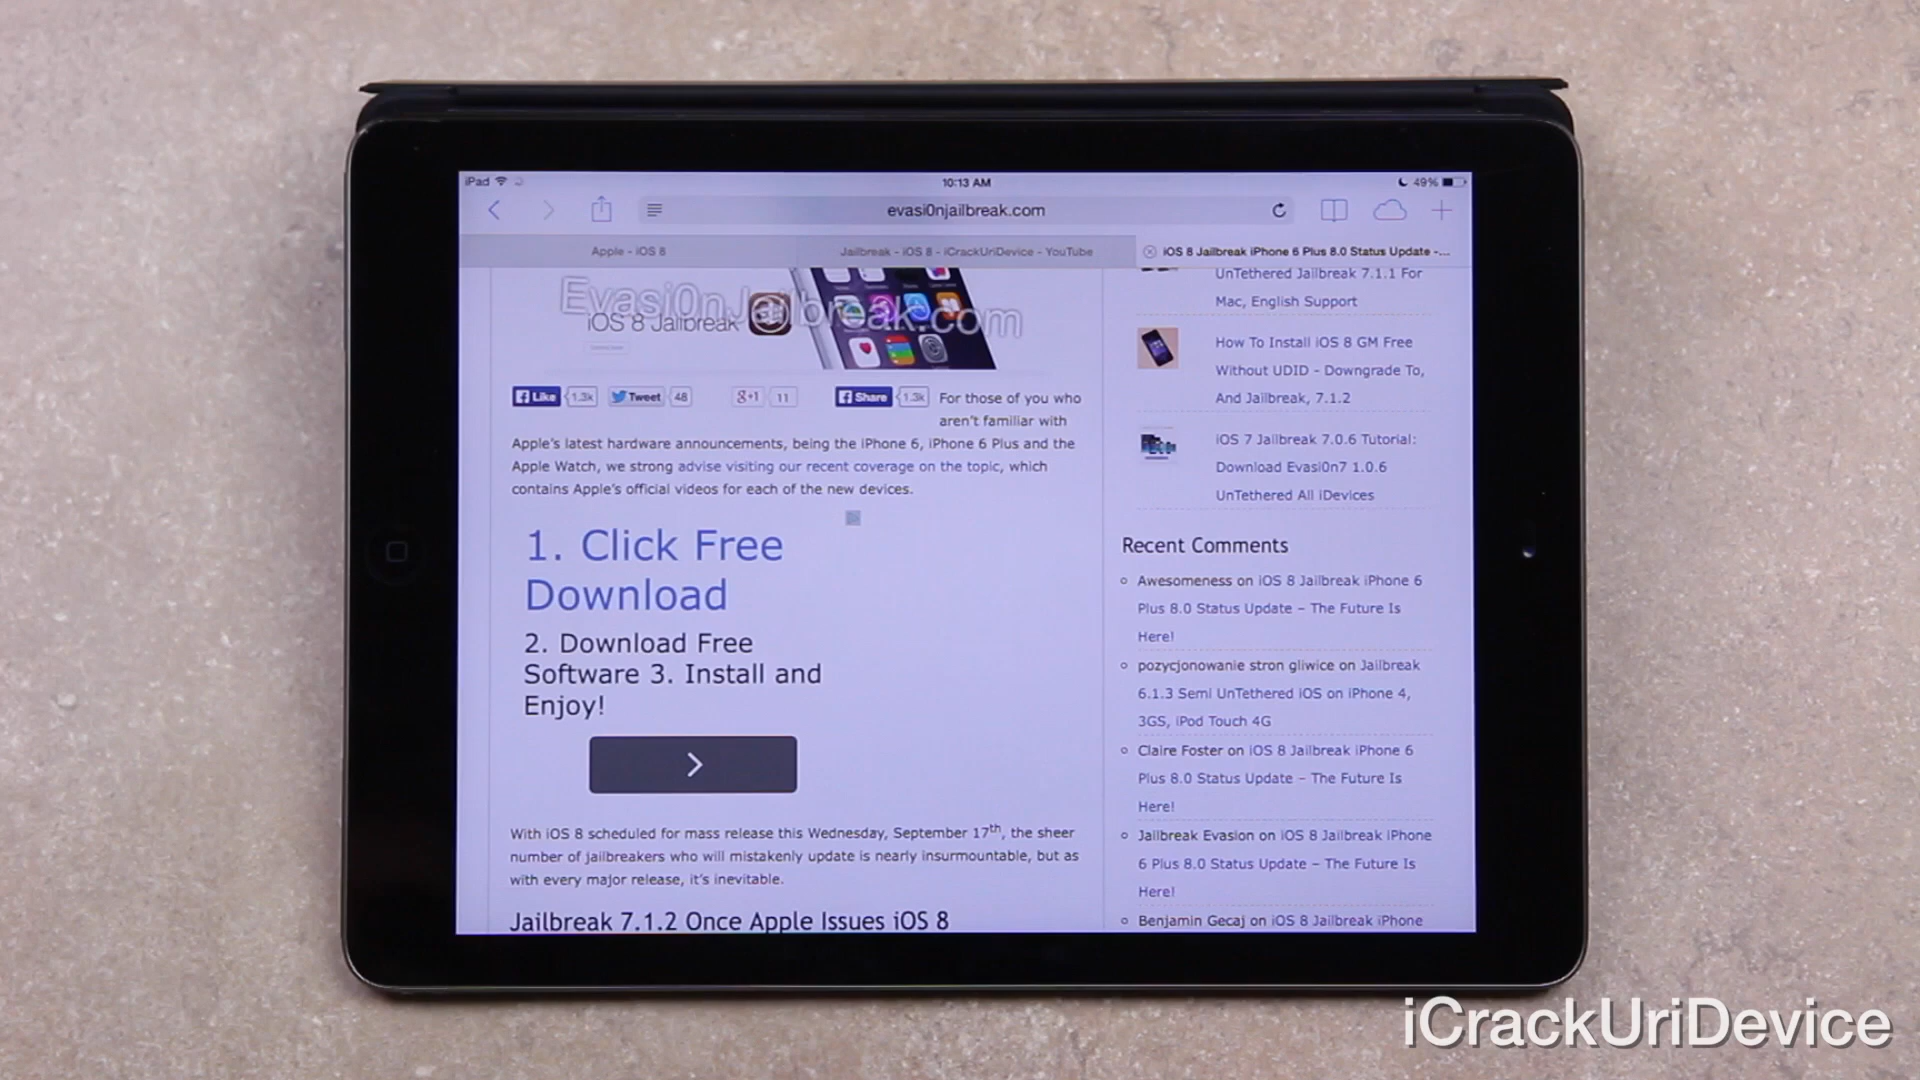 iPad
10:13 AM
49%
evasi0njailbreak.com
Apple - iOS 8
Jailbreak - iOS 8 - iCrackUriDevice - YouTube
iOS 8 Jailbreak iPhone 6 Plus 8.0 Status Update -...
Evasi0nJailbreak.com
iOS 8 Jailbreak
Like 1.3k
Tweet 48
g+1 11
Share 1.3k
For those of you who
aren't familiar with
Apple's latest hardware announcements, being the iPhone 6, iPhone 6 Plus and the
Apple Watch, we strong advise visiting our recent coverage on the topic, which
contains Apple's official videos for each of the new devices.
1. Click Free
Download
2. Download Free
Software 3. Install and
Enjoy!
With iOS 8 scheduled for mass release this Wednesday, September 17th, the sheer
number of jailbreakers who will mistakenly update is nearly insurmountable, but as
with every major release, it's inevitable.
Jailbreak 7.1.2 Once Apple Issues iOS 8
UnTethered Jailbreak 7.1.1 For
Mac, English Support
How To Install iOS 8 GM Free
Without UDID - Downgrade To,
And Jailbreak, 7.1.2
iOS 7 Jailbreak 7.0.6 Tutorial:
Download Evasi0n7 1.0.6
UnTethered All iDevices
Recent Comments
Awesomeness on iOS 8 Jailbreak iPhone 6
Plus 8.0 Status Update – The Future Is
Here!
pozycjonowanie stron gliwice on Jailbreak
6.1.3 Semi UnTethered iOS on iPhone 4,
3GS, iPod Touch 4G
Claire Foster on iOS 8 Jailbreak iPhone 6
Plus 8.0 Status Update – The Future Is
Here!
Jailbreak Evasion on iOS 8 Jailbreak iPhone
6 Plus 8.0 Status Update – The Future Is
Here!
Benjamin Gecaj on iOS 8 Jailbreak iPhone
iCrackUriDevice